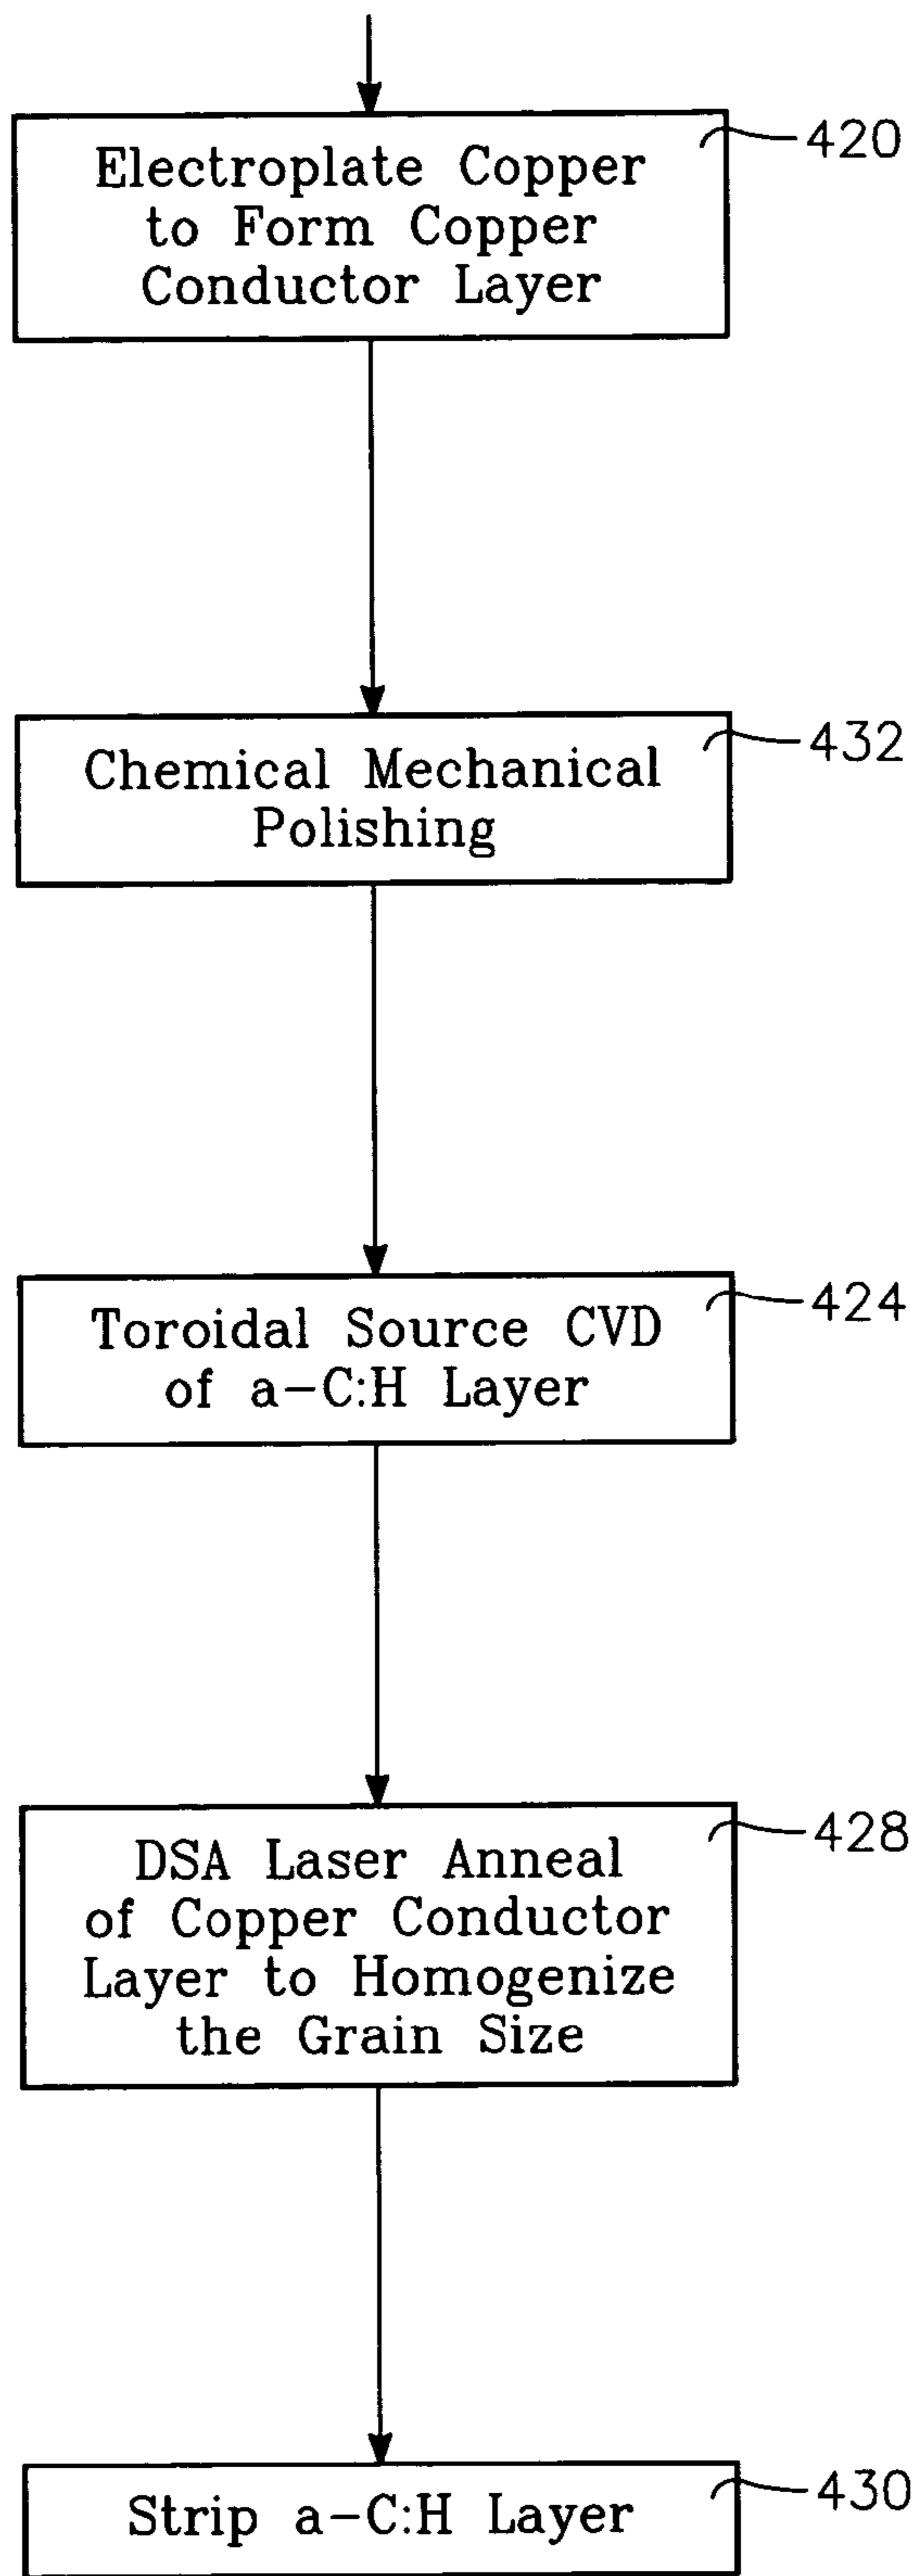 Electroplate Copper
to Form Copper
Conductor Layer
420
Chemical Mechanical
Polishing
432
Toroidal Source CVD
of a-C:H Layer
424
DSA Laser Anneal
of Copper Conductor
Layer to Homogenize
the Grain Size
428
Strip a-C:H Layer
430